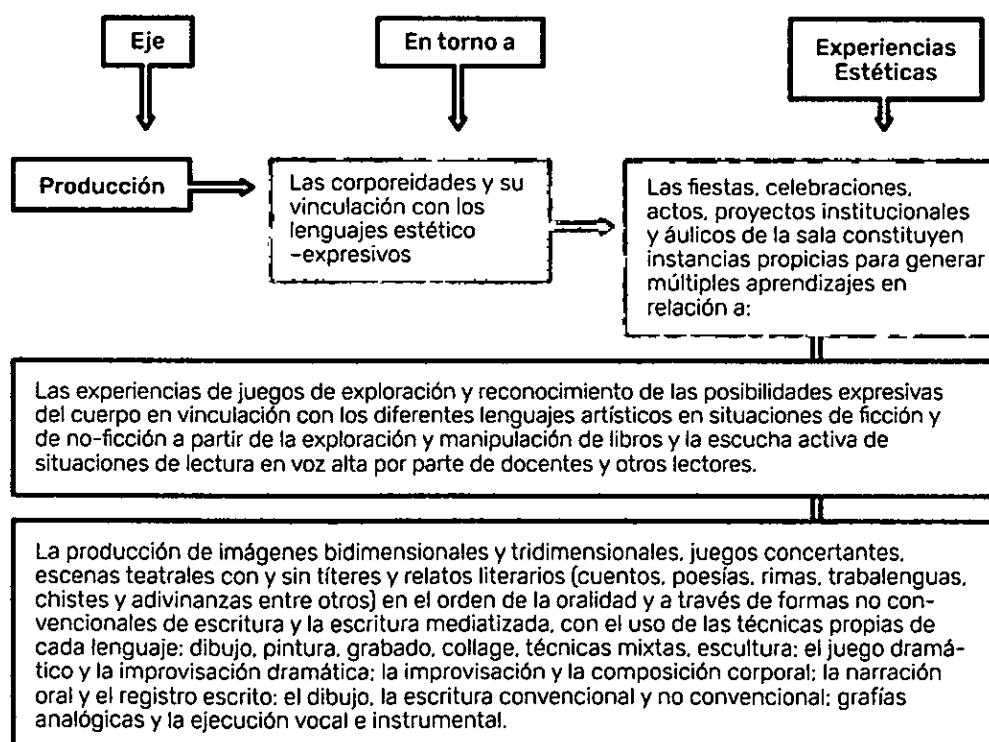 Eje
En torno a
Experiencias
Estéticas
Producción
Las corporeidades y su
vinculación con los
lenguajes estético
-expresivos
Las fiestas, celebraciones,
actos, proyectos institucionales
y áulicos de la sala constituyen
instancias propicias para generar
múltiples aprendizajes en
relación a:
Las experiencias de juegos de exploración y reconocimiento de las posibilidades expresivas
del cuerpo en vinculación con los diferentes lenguajes artísticos en situaciones de ficción y
de no-ficción a partir de la exploración y manipulación de libros y la escucha activa de
situaciones de lectura en voz alta por parte de docentes y otros lectores.
La producción de imágenes bidimensionales y tridimensionales, juegos concertantes,
escenas teatrales con y sin títeres y relatos literarios (cuentos, poesías, rimas, trabalenguas,
chistes y adivinanzas entre otros) en el orden de la oralidad y a través de formas no con-
vencionales de escritura y la escritura mediatizada, con el uso de las técnicas propias de
cada lenguaje: dibujo, pintura, grabado, collage, técnicas mixtas, escultura; el juego dramá-
tico y la improvisación dramática; la improvisación y la composición corporal; la narración
oral y el registro escrito: el dibujo, la escritura convencional y no convencional; grafías
analógicas y la ejecución vocal e instrumental.